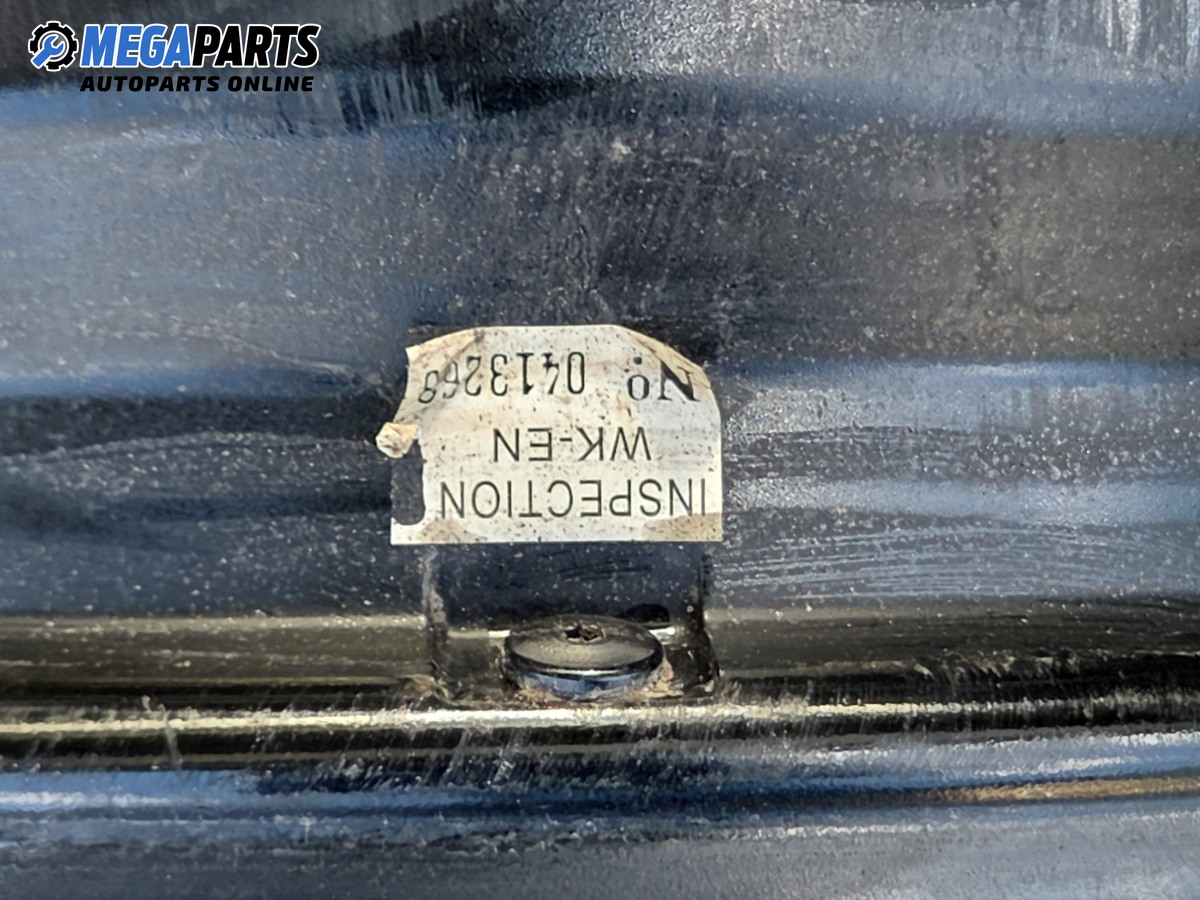 MEGAPARTS
AUTOPARTS ONLINE
INSPECTION
WK-EN
No. 0413268